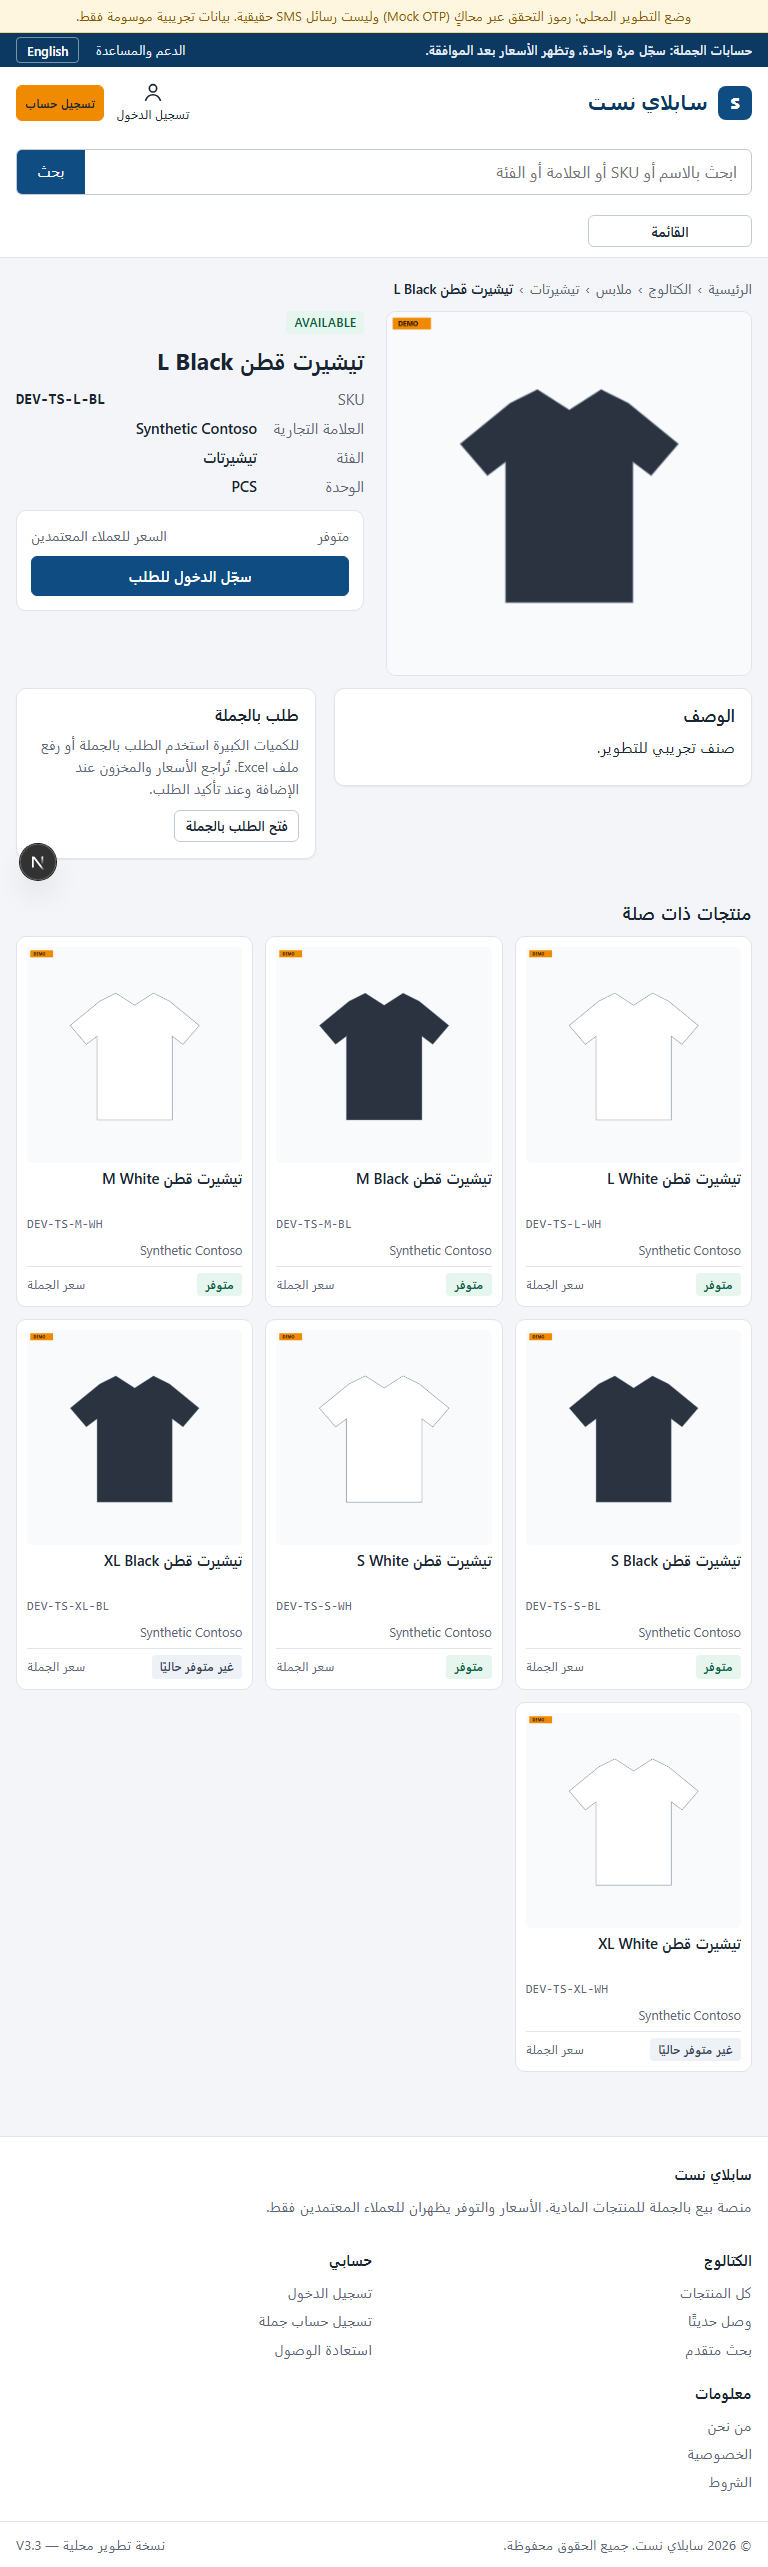 وضع التطوير المحلي: رموز التحقق عبر محاكٍ (Mock OTP) وليست رسائل SMS حقيقية. بيانات تجريبية موسومة فقط.
حسابات الجملة: سجّل مرة واحدة، وتظهر الأسعار بعد الموافقة.
الدعم والمساعدة
English
S
سابلاي نست
تسجيل الدخول
تسجيل حساب
ابحث بالاسم أو SKU أو العلامة أو الفئة
بحث
القائمة
الرئيسية › الكتالوج › ملابس › تيشيرتات › تيشيرت قطن L Black
DEMO
AVAILABLE
تيشيرت قطن L Black
SKU DEV-TS-L-BL
العلامة التجارية Synthetic Contoso
الفئة تيشيرتات
الوحدة PCS
متوفر السعر للعملاء المعتمدين
سجّل الدخول للطلب
الوصف
صنف تجريبي للتطوير.
طلب بالجملة
للكميات الكبيرة استخدم الطلب بالجملة أو رفع
ملف Excel. تُراجع الأسعار والمخزون عند
الإضافة وعند تأكيد الطلب.
فتح الطلب بالجملة
N
منتجات ذات صلة
DEMO
تيشيرت قطن L White
DEV-TS-L-WH
Synthetic Contoso
متوفر سعر الجملة
DEMO
تيشيرت قطن M Black
DEV-TS-M-BL
Synthetic Contoso
متوفر سعر الجملة
DEMO
تيشيرت قطن M White
DEV-TS-M-WH
Synthetic Contoso
متوفر سعر الجملة
DEMO
تيشيرت قطن S Black
DEV-TS-S-BL
Synthetic Contoso
متوفر سعر الجملة
DEMO
تيشيرت قطن S White
DEV-TS-S-WH
Synthetic Contoso
متوفر سعر الجملة
DEMO
تيشيرت قطن XL Black
DEV-TS-XL-BL
Synthetic Contoso
غير متوفر حاليًا سعر الجملة
DEMO
تيشيرت قطن XL White
DEV-TS-XL-WH
Synthetic Contoso
غير متوفر حاليًا سعر الجملة
سابلاي نست
منصة بيع بالجملة للمنتجات المادية. الأسعار والتوفر يظهران للعملاء المعتمدين فقط.
الكتالوج
كل المنتجات
وصل حديثًا
بحث متقدم
حسابي
تسجيل الدخول
تسجيل حساب جملة
استعادة الوصول
معلومات
من نحن
الخصوصية
الشروط
© 2026 سابلاي نست. جميع الحقوق محفوظة.
نسخة تطوير محلية — V3.3